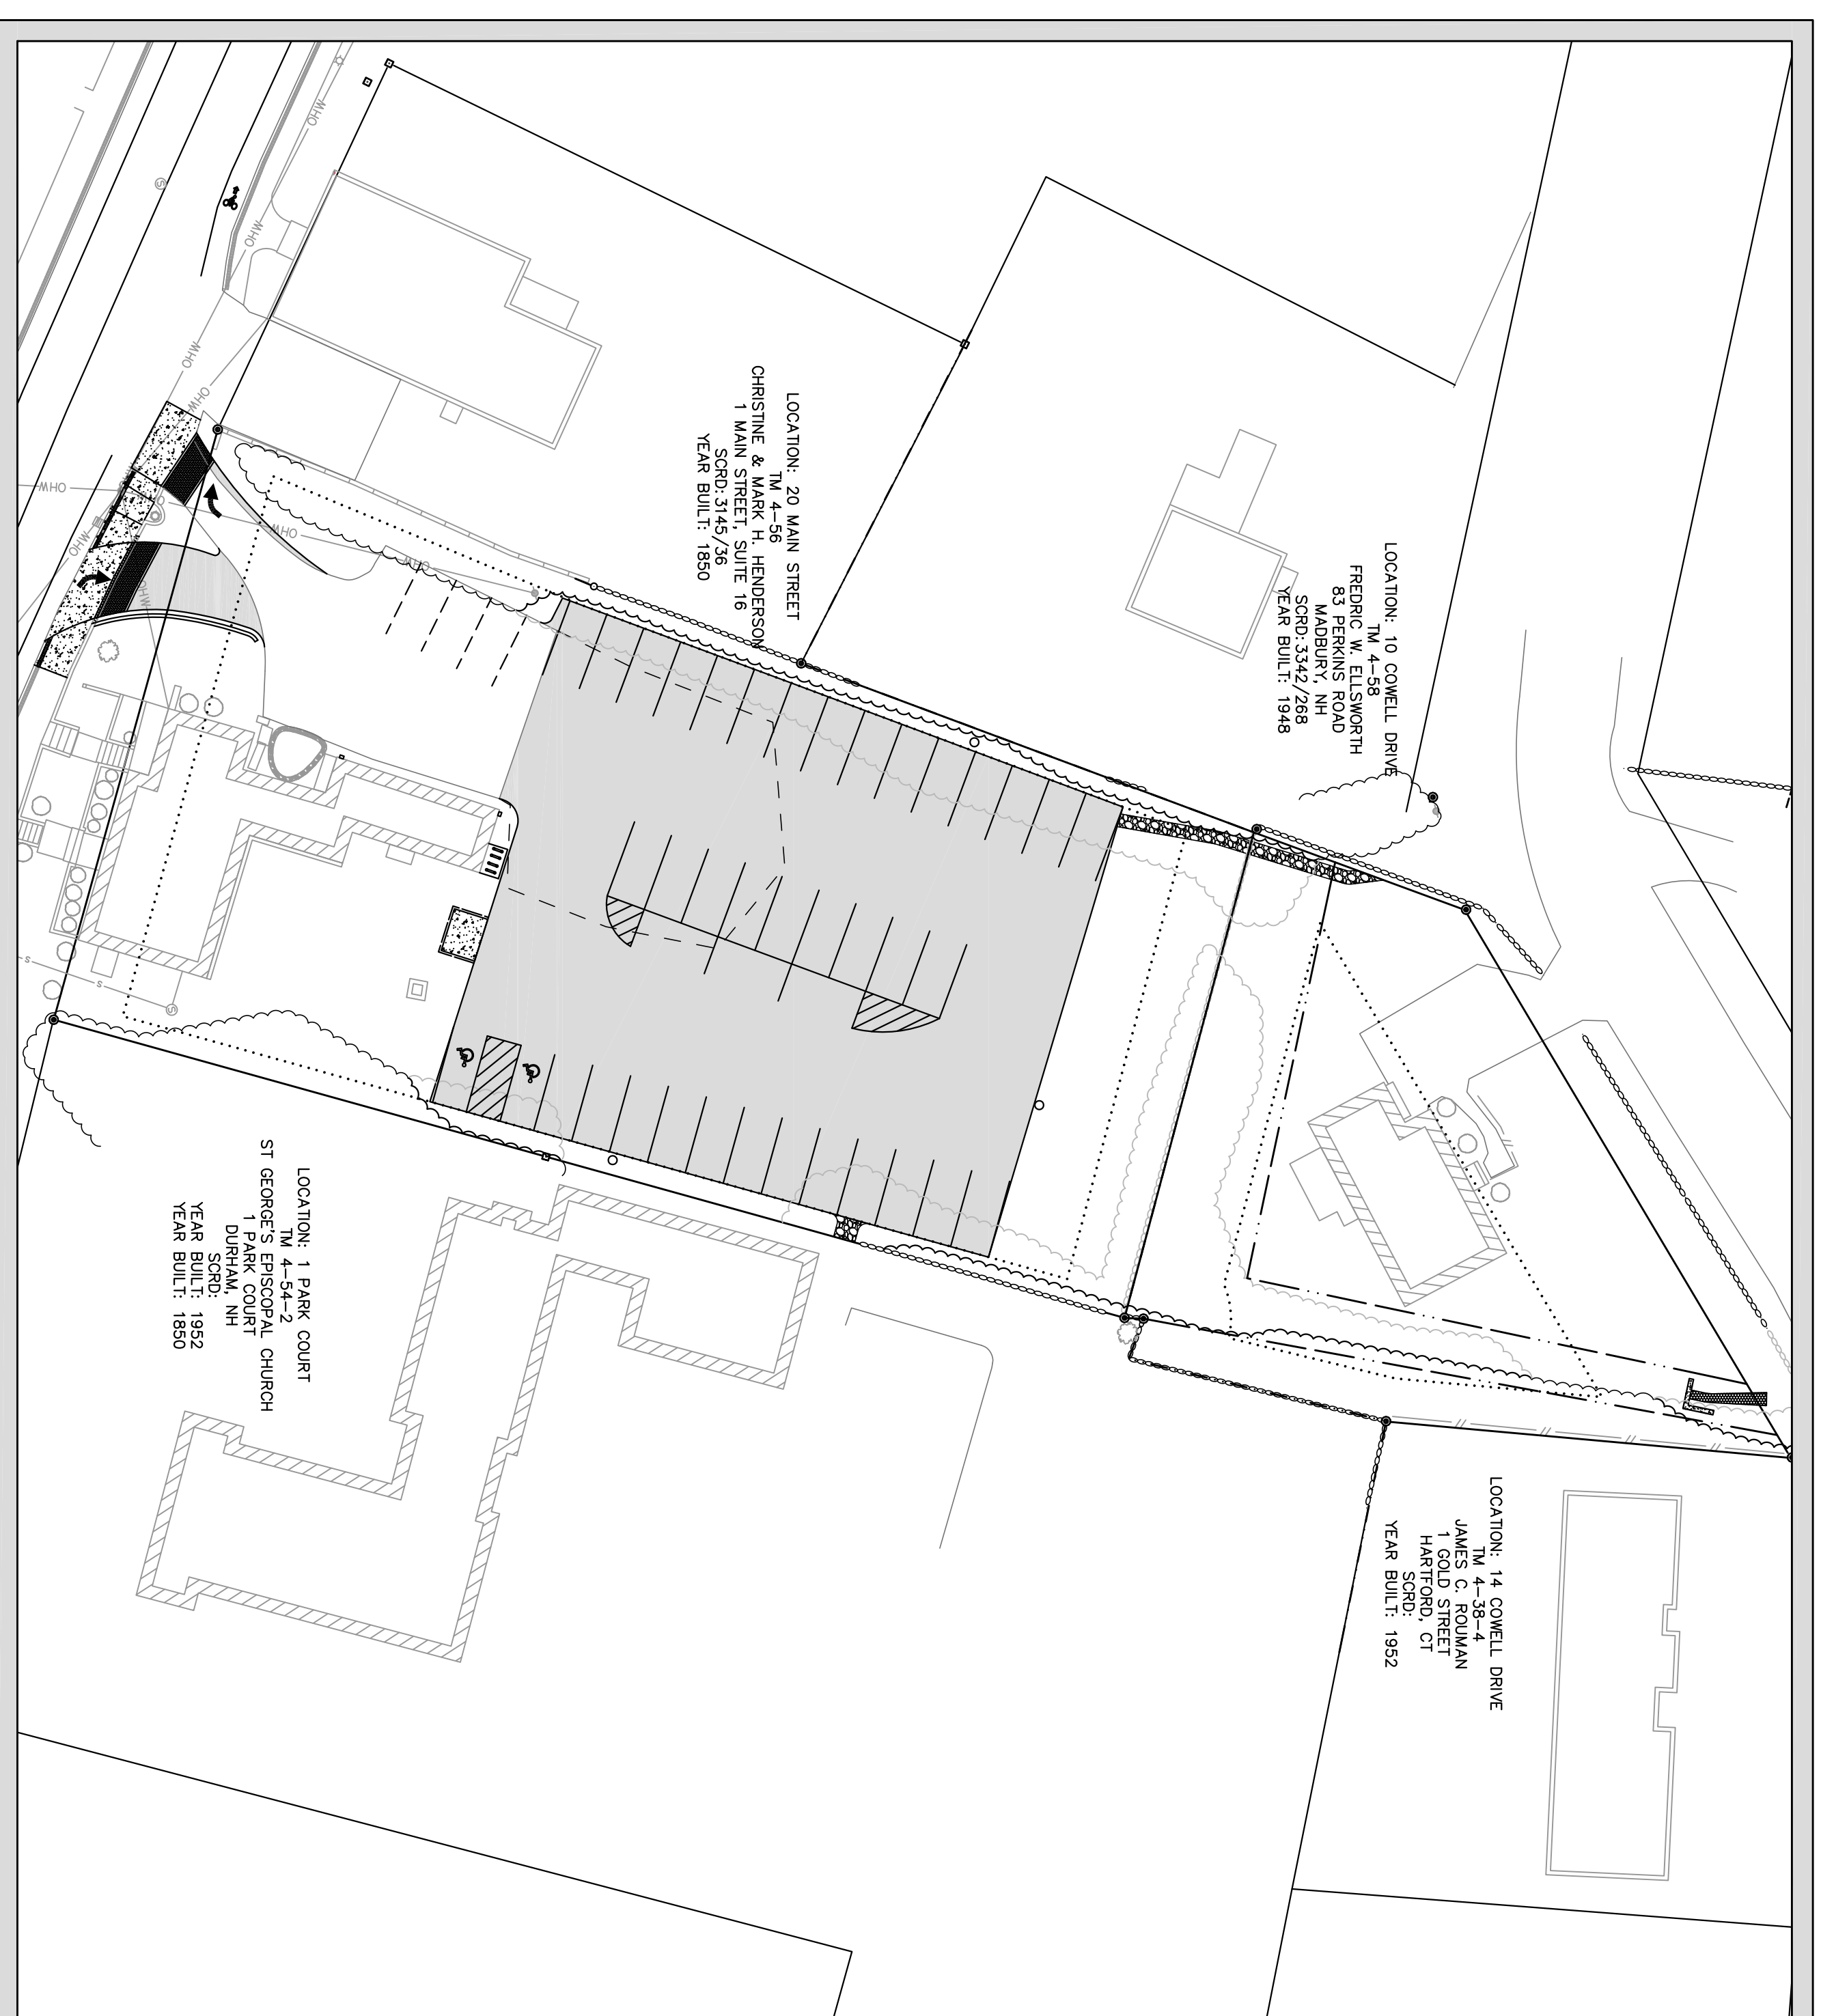 LOCATION: 20 MAIN STREET
TM 4-56
CHRISTINE & MARK H. HENDERSON
1 MAIN STREET, SUITE 16
SCRD: 3145/36
YEAR BUILT: 1850
LOCATION: 10 COWELL DRIVE
TM 4-58
FREDRIC W. ELLSWORTH
83 PERKINS ROAD
MADBURY, NH
SCRD: 3342/268
YEAR BUILT: 1948
LOCATION: 1 PARK COURT
TM 4-54-2
ST GEORGE'S EPISCOPAL CHURCH
1 PARK COURT
DURHAM, NH
SCRD:
YEAR BUILT: 1952
YEAR BUILT: 1850
LOCATION: 14 COWELL DRIVE
TM 4-38-4
JAMES C. ROUMAN
1 GOLD STREET
HARTFORD, CT
SCRD:
YEAR BUILT: 1952
OHW
OHW
OHW
OHW
OHW
OHW
OHW
OHW
OHW
S
S
S
S